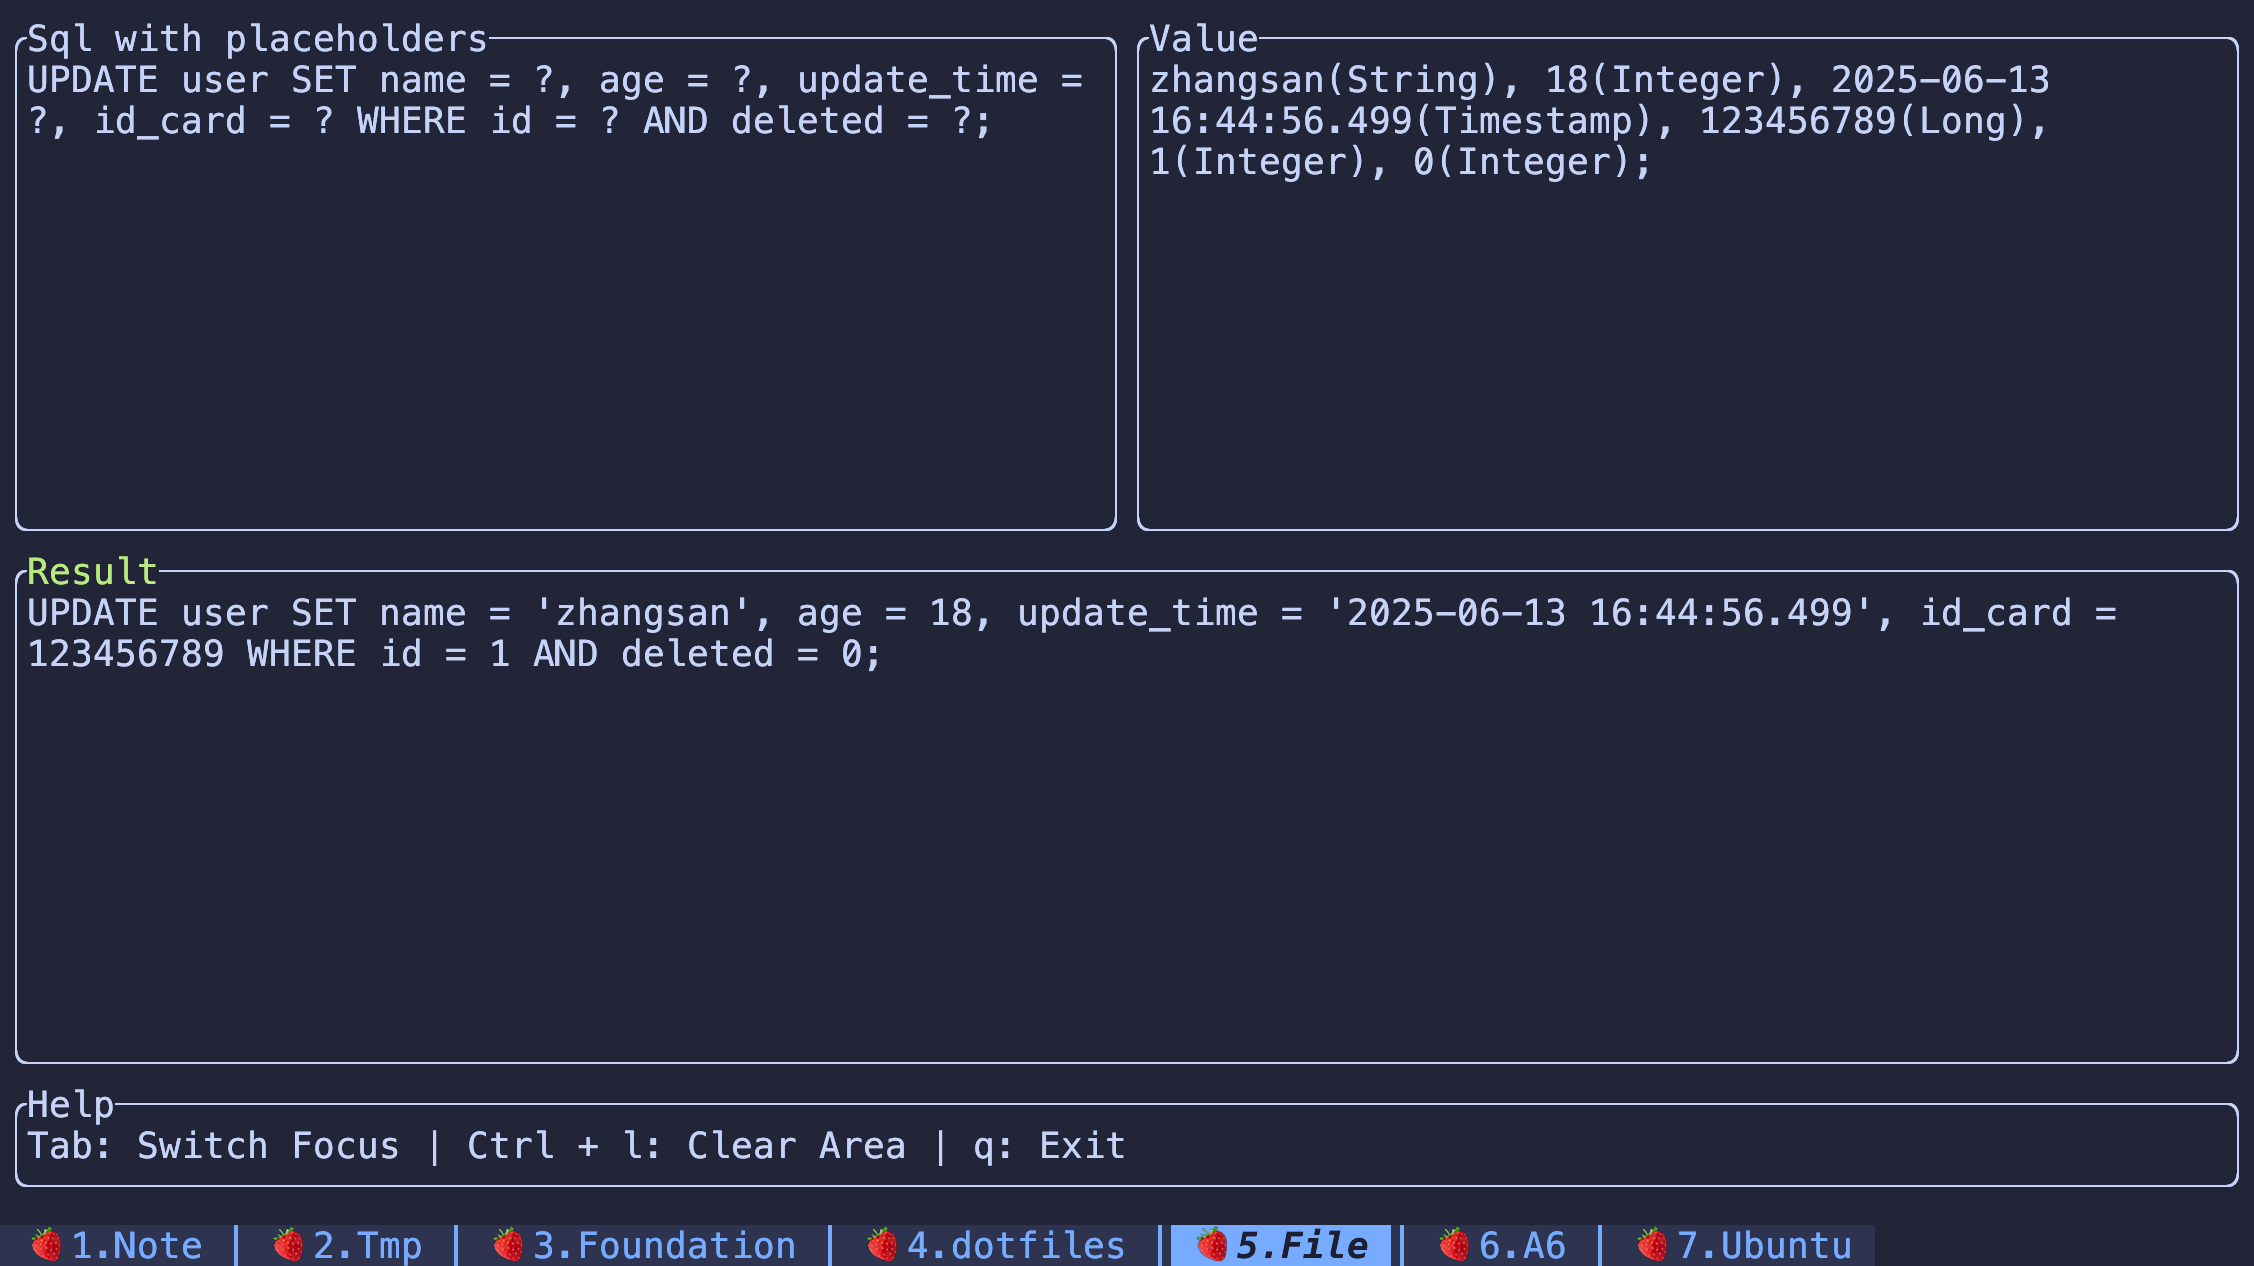 Sql with placeholders
UPDATE user SET name = ?, age = ?, update_time =
?, id_card = ? WHERE id = ? AND deleted = ?;
Value
zhangsan(String), 18(Integer), 2025-06-13
16:44:56.499(Timestamp), 123456789(Long),
1(Integer), 0(Integer);
Result
UPDATE user SET name = 'zhangsan', age = 18, update_time = '2025-06-13 16:44:56.499', id_card =
123456789 WHERE id = 1 AND deleted = 0;
Help
Tab: Switch Focus | Ctrl + l: Clear Area | q: Exit
1.Note | 2.Tmp | 3.Foundation | 4.dotfiles | 5.File | 6.A6 | 7.Ubuntu